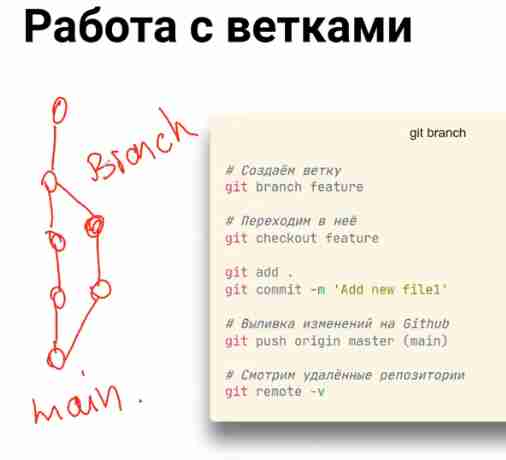 Работа с ветками
Branch
git branch
# Создаём ветку
git branch feature
# Переходим в неё
git checkout feature
git add .
git commit -m 'Add new file1'
# Выливка изменений на Github
git push origin master (main)
# Смотрим удалённые репозитории
git remote -v
main.